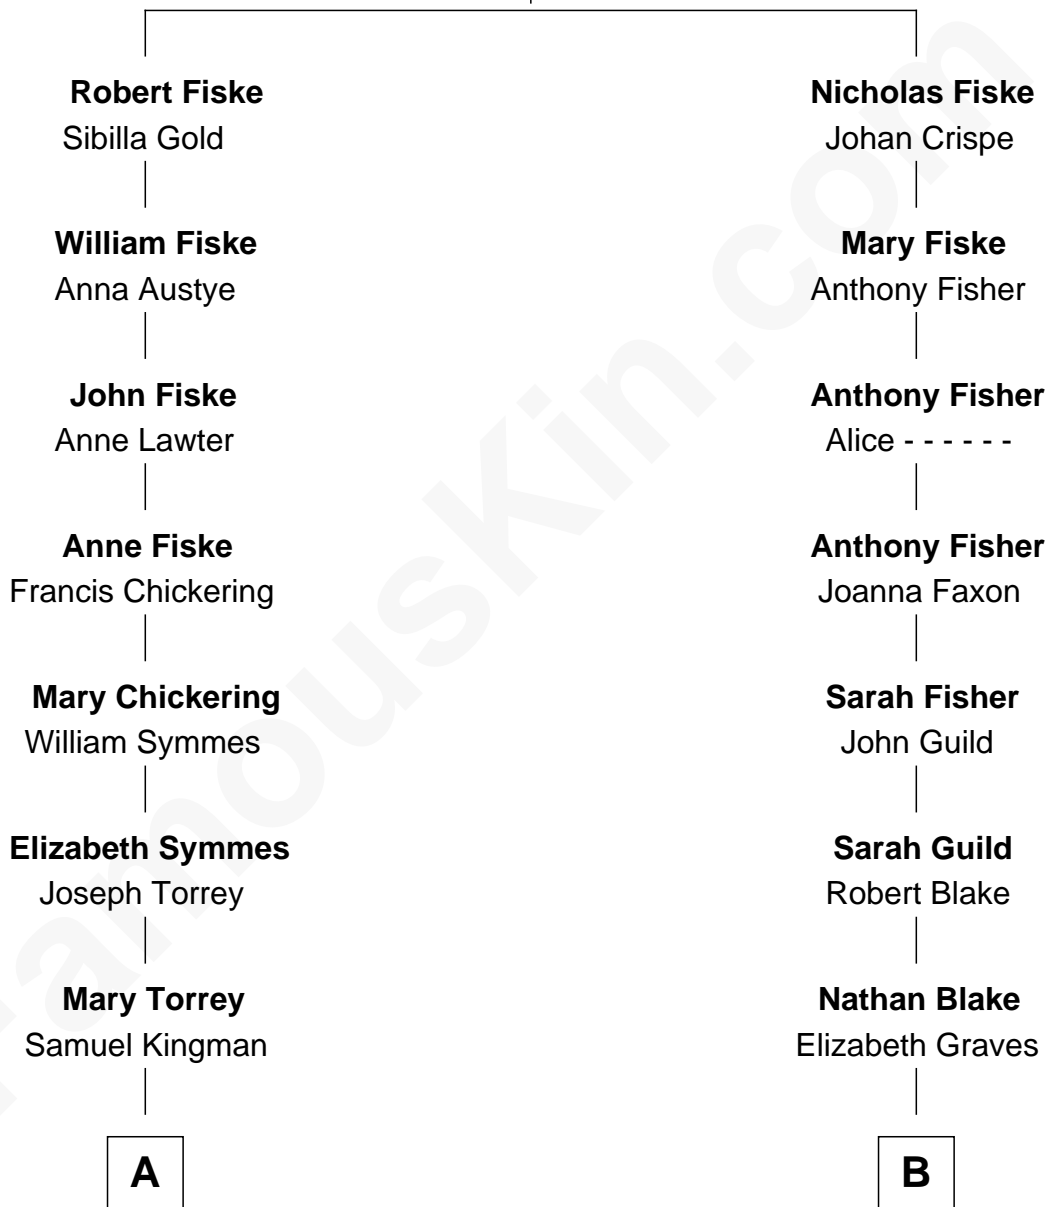 Robert Fiske
Sibilla Gold
William Fiske
Anna Austye
John Fiske
Anne Lawter
Anne Fiske
Francis Chickering
Mary Chickering
William Symmes
Elizabeth Symmes
Joseph Torrey
Mary Torrey
Samuel Kingman
A
Nicholas Fiske
Johan Crispe
Mary Fiske
Anthony Fisher
Anthony Fisher
Alice - - - - - -
Anthony Fisher
Joanna Faxon
Sarah Fisher
John Guild
Sarah Guild
Robert Blake
Nathan Blake
Elizabeth Graves
B
FamousKin.com